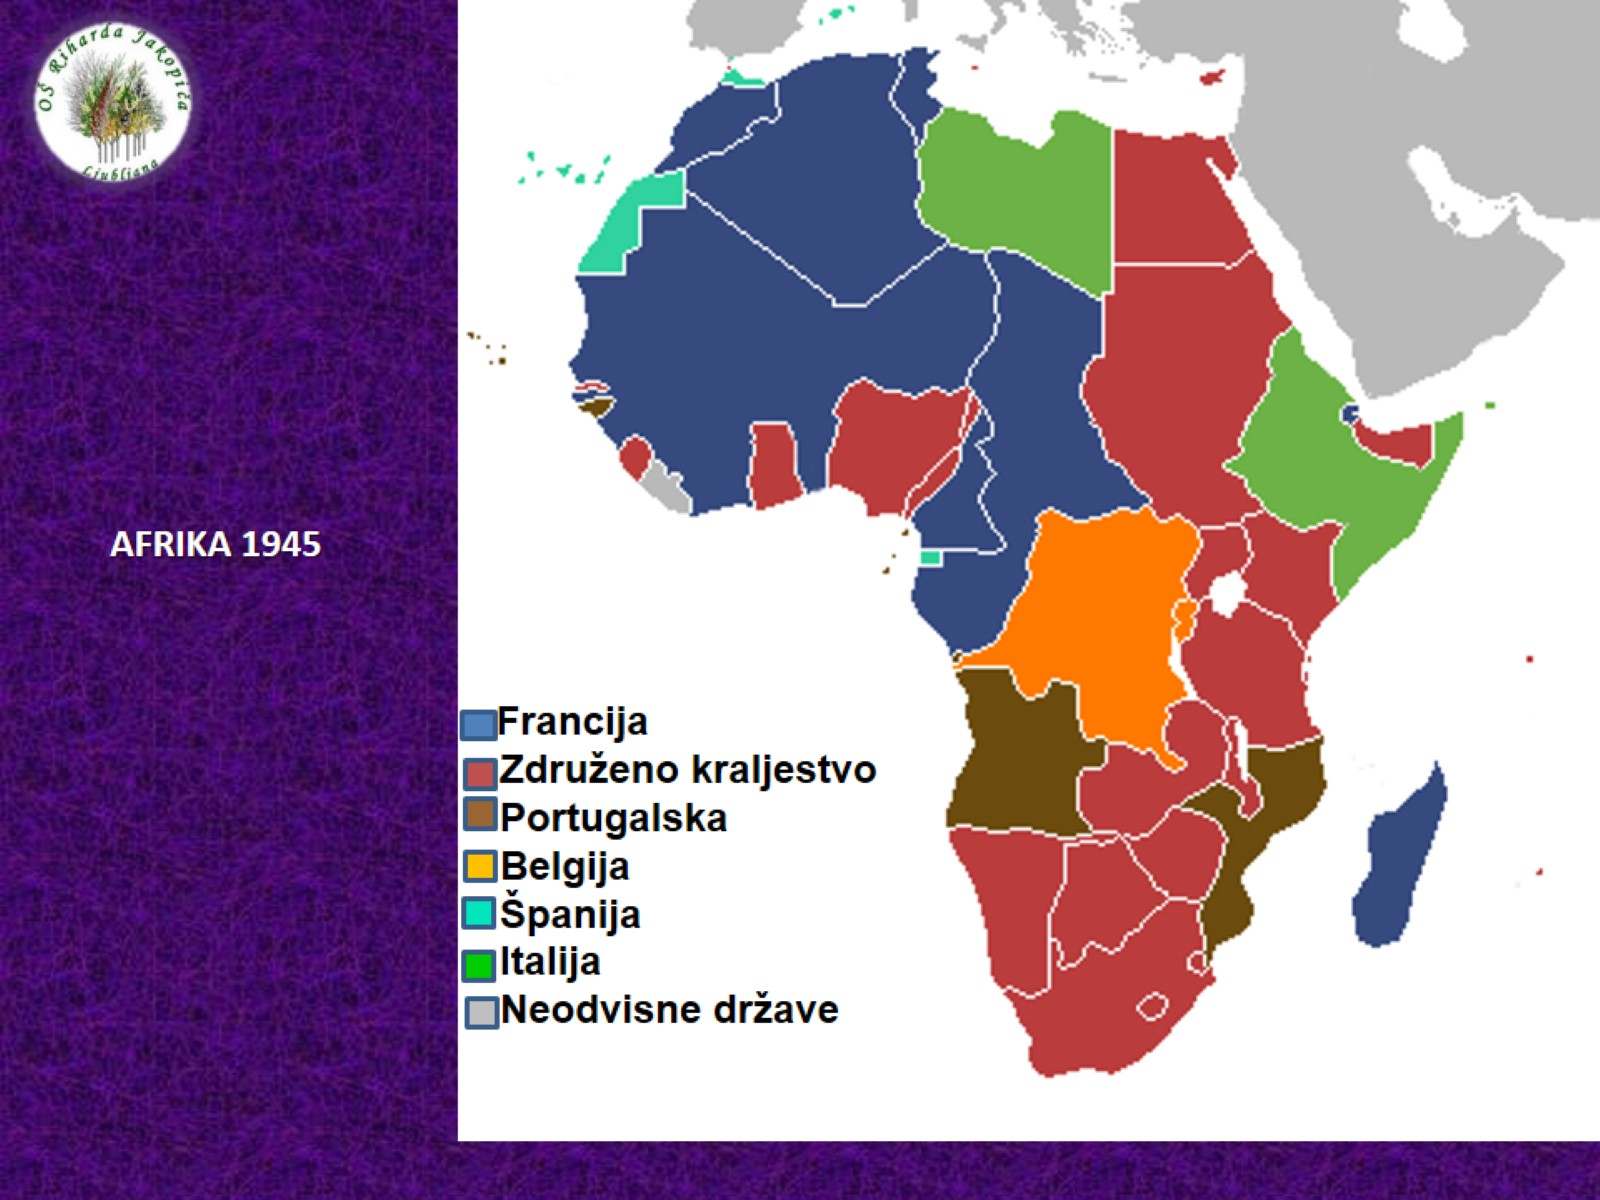 OŠ Riharda Jakopiča
Ljubljana
AFRIKA 1945
Francija
Združeno kraljestvo
Portugalska
Belgija
Španija
Italija
Neodvisne države